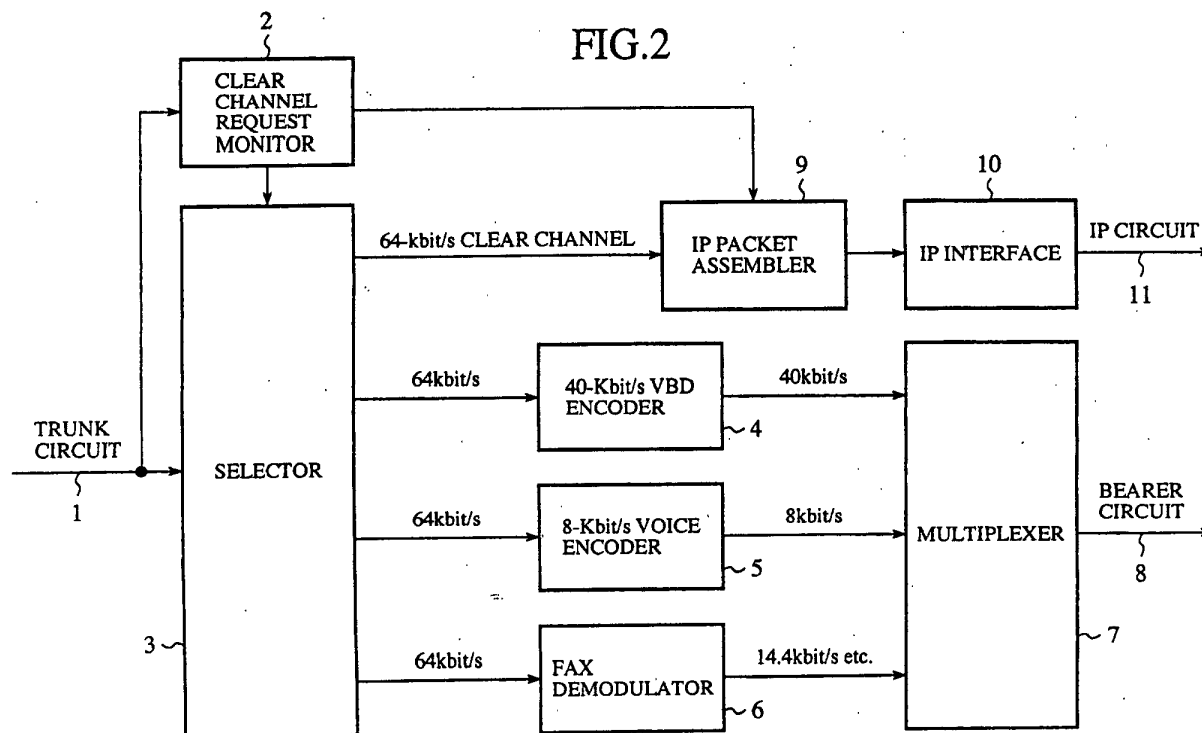 FIG.2
2
CLEAR
CHANNEL
REQUEST
MONITOR
9
10
64-kbit/s CLEAR CHANNEL
IP PACKET
ASSEMBLER
IP INTERFACE
IP CIRCUIT
11
64kbit/s
40-Kbit/s VBD
ENCODER
40kbit/s
4
TRUNK
CIRCUIT
1
SELECTOR
64kbit/s
8-Kbit/s VOICE
ENCODER
8kbit/s
5
MULTIPLEXER
BEARER
CIRCUIT
8
3
64kbit/s
FAX
DEMODULATOR
14.4kbit/s etc.
6
7